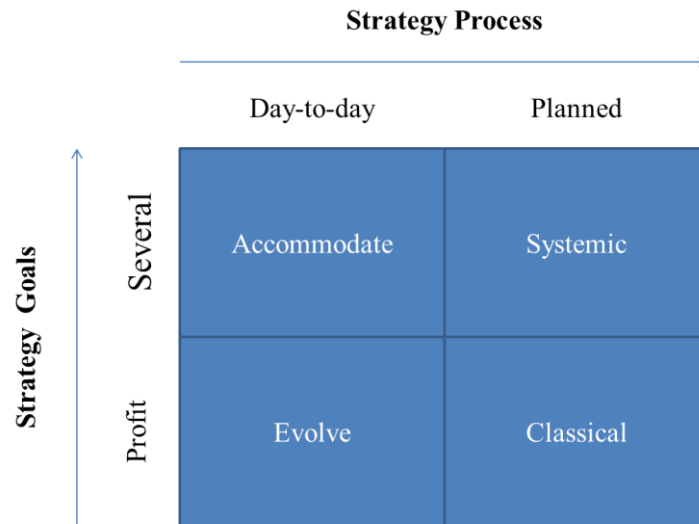 Strategy Process
Day-to-day
Planned
Strategy Goals
Several
Accommodate
Systemic
Profit
Evolve
Classical